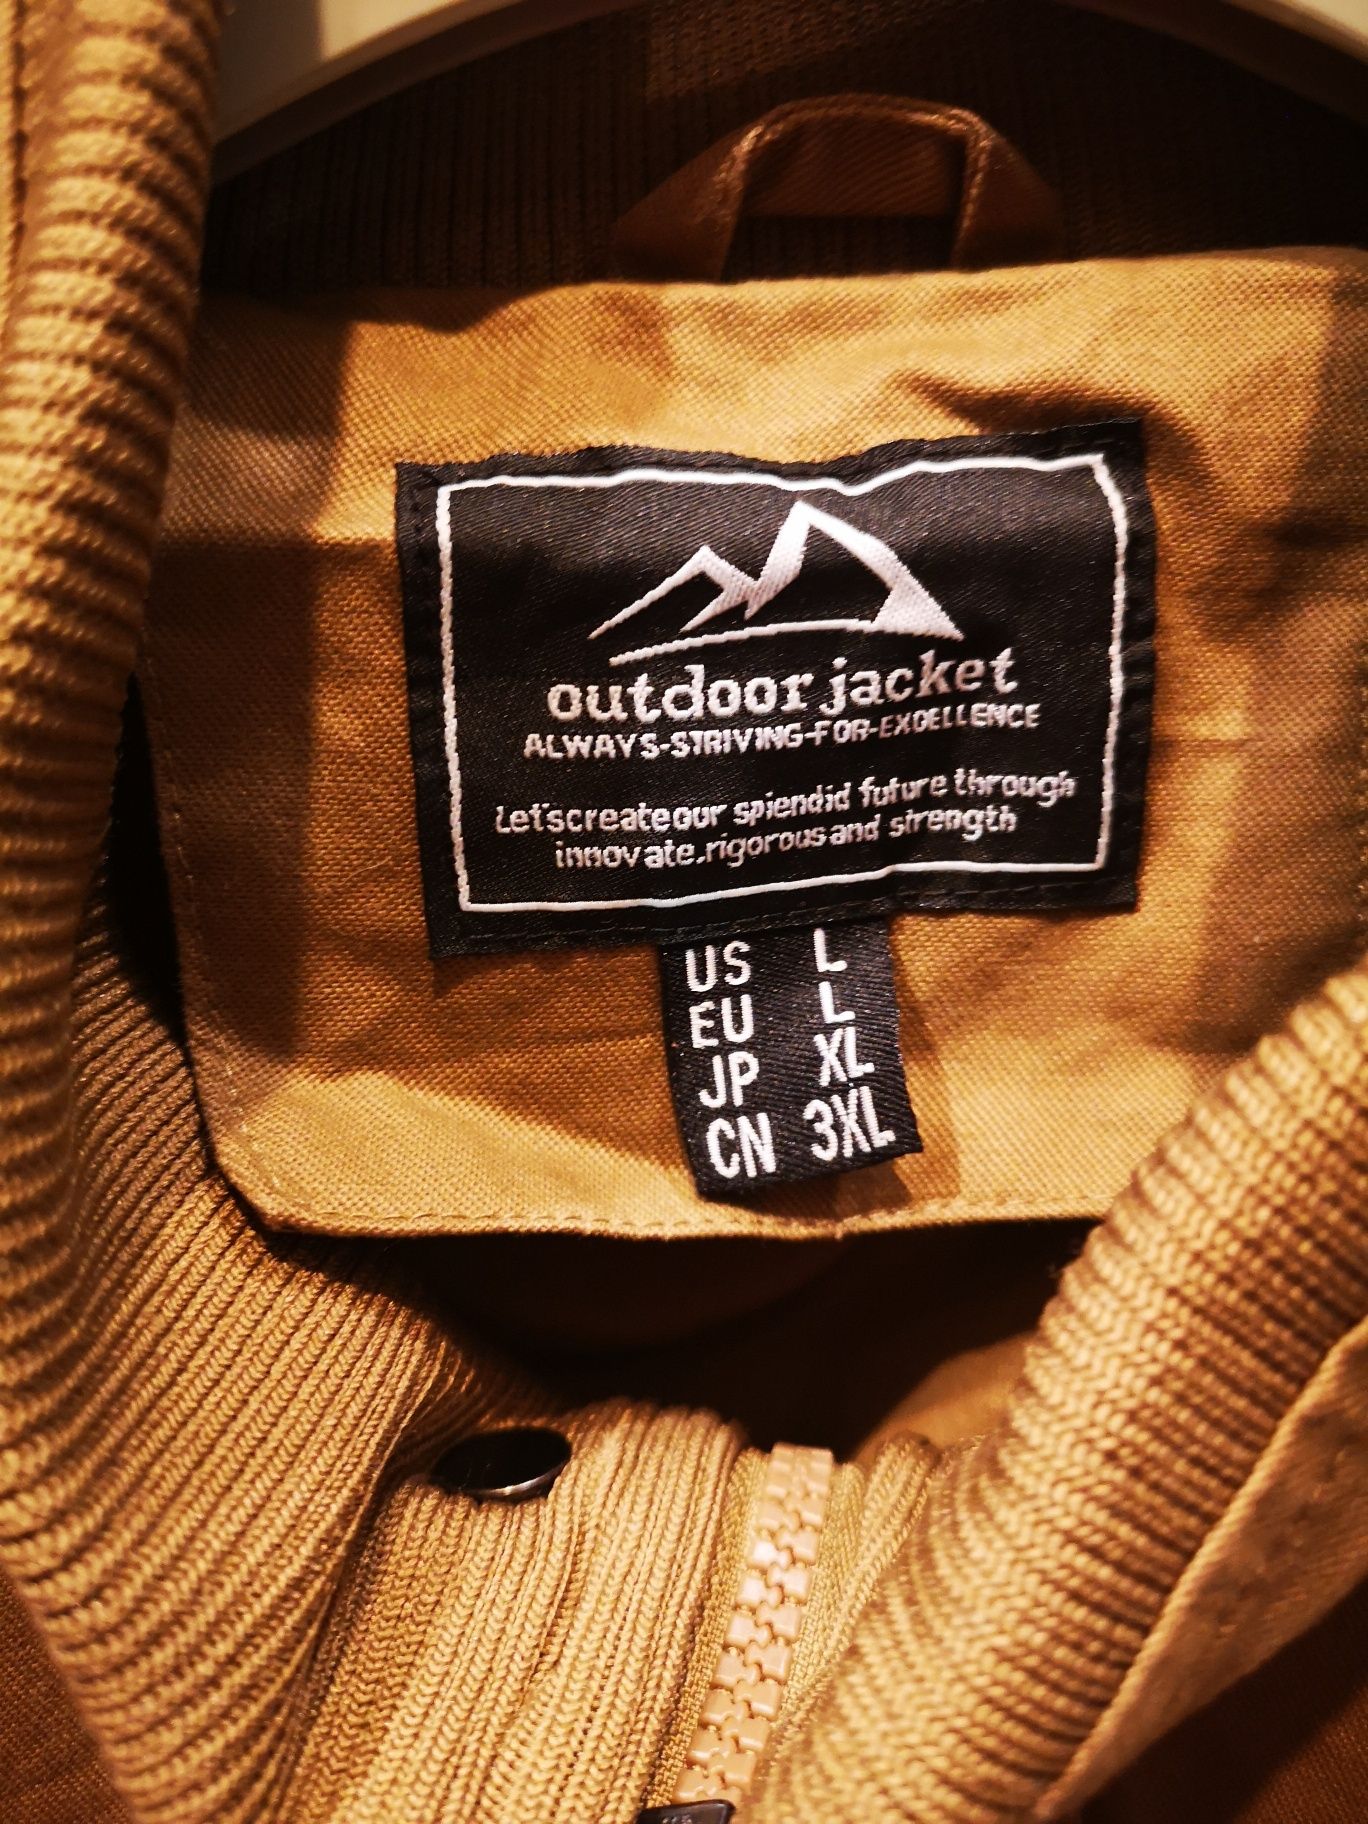 outdoor jacket
ALWAYS-STRIVING-FOR-EXCELLENCE
Let'screateour spiendid future through
innovate.rigorousand strength
US L
EU L
JP XL
CN 3XL